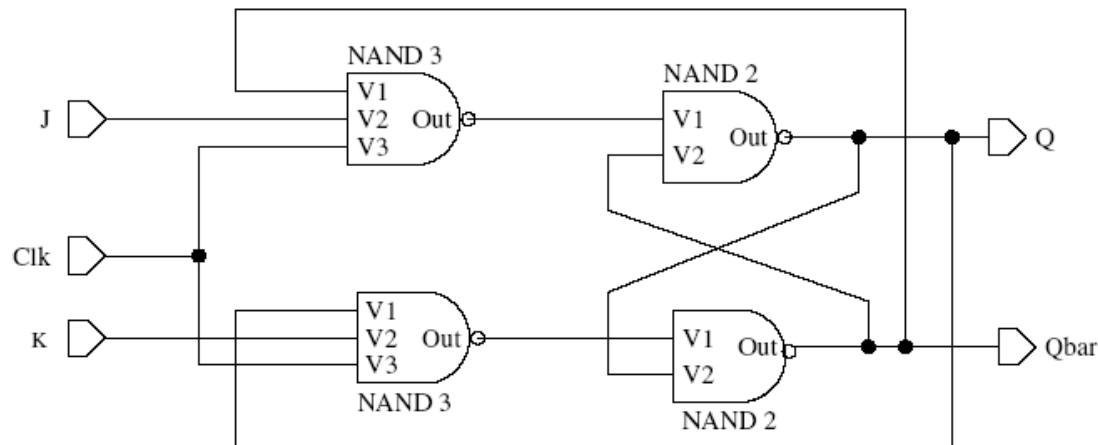 NAND 3
V1
V2
V3
Out
NAND 2
V1
V2
Out
J
Q
Clk
K
V1
V2
V3
Out
NAND 3
V1
V2
Out
NAND 2
Qbar